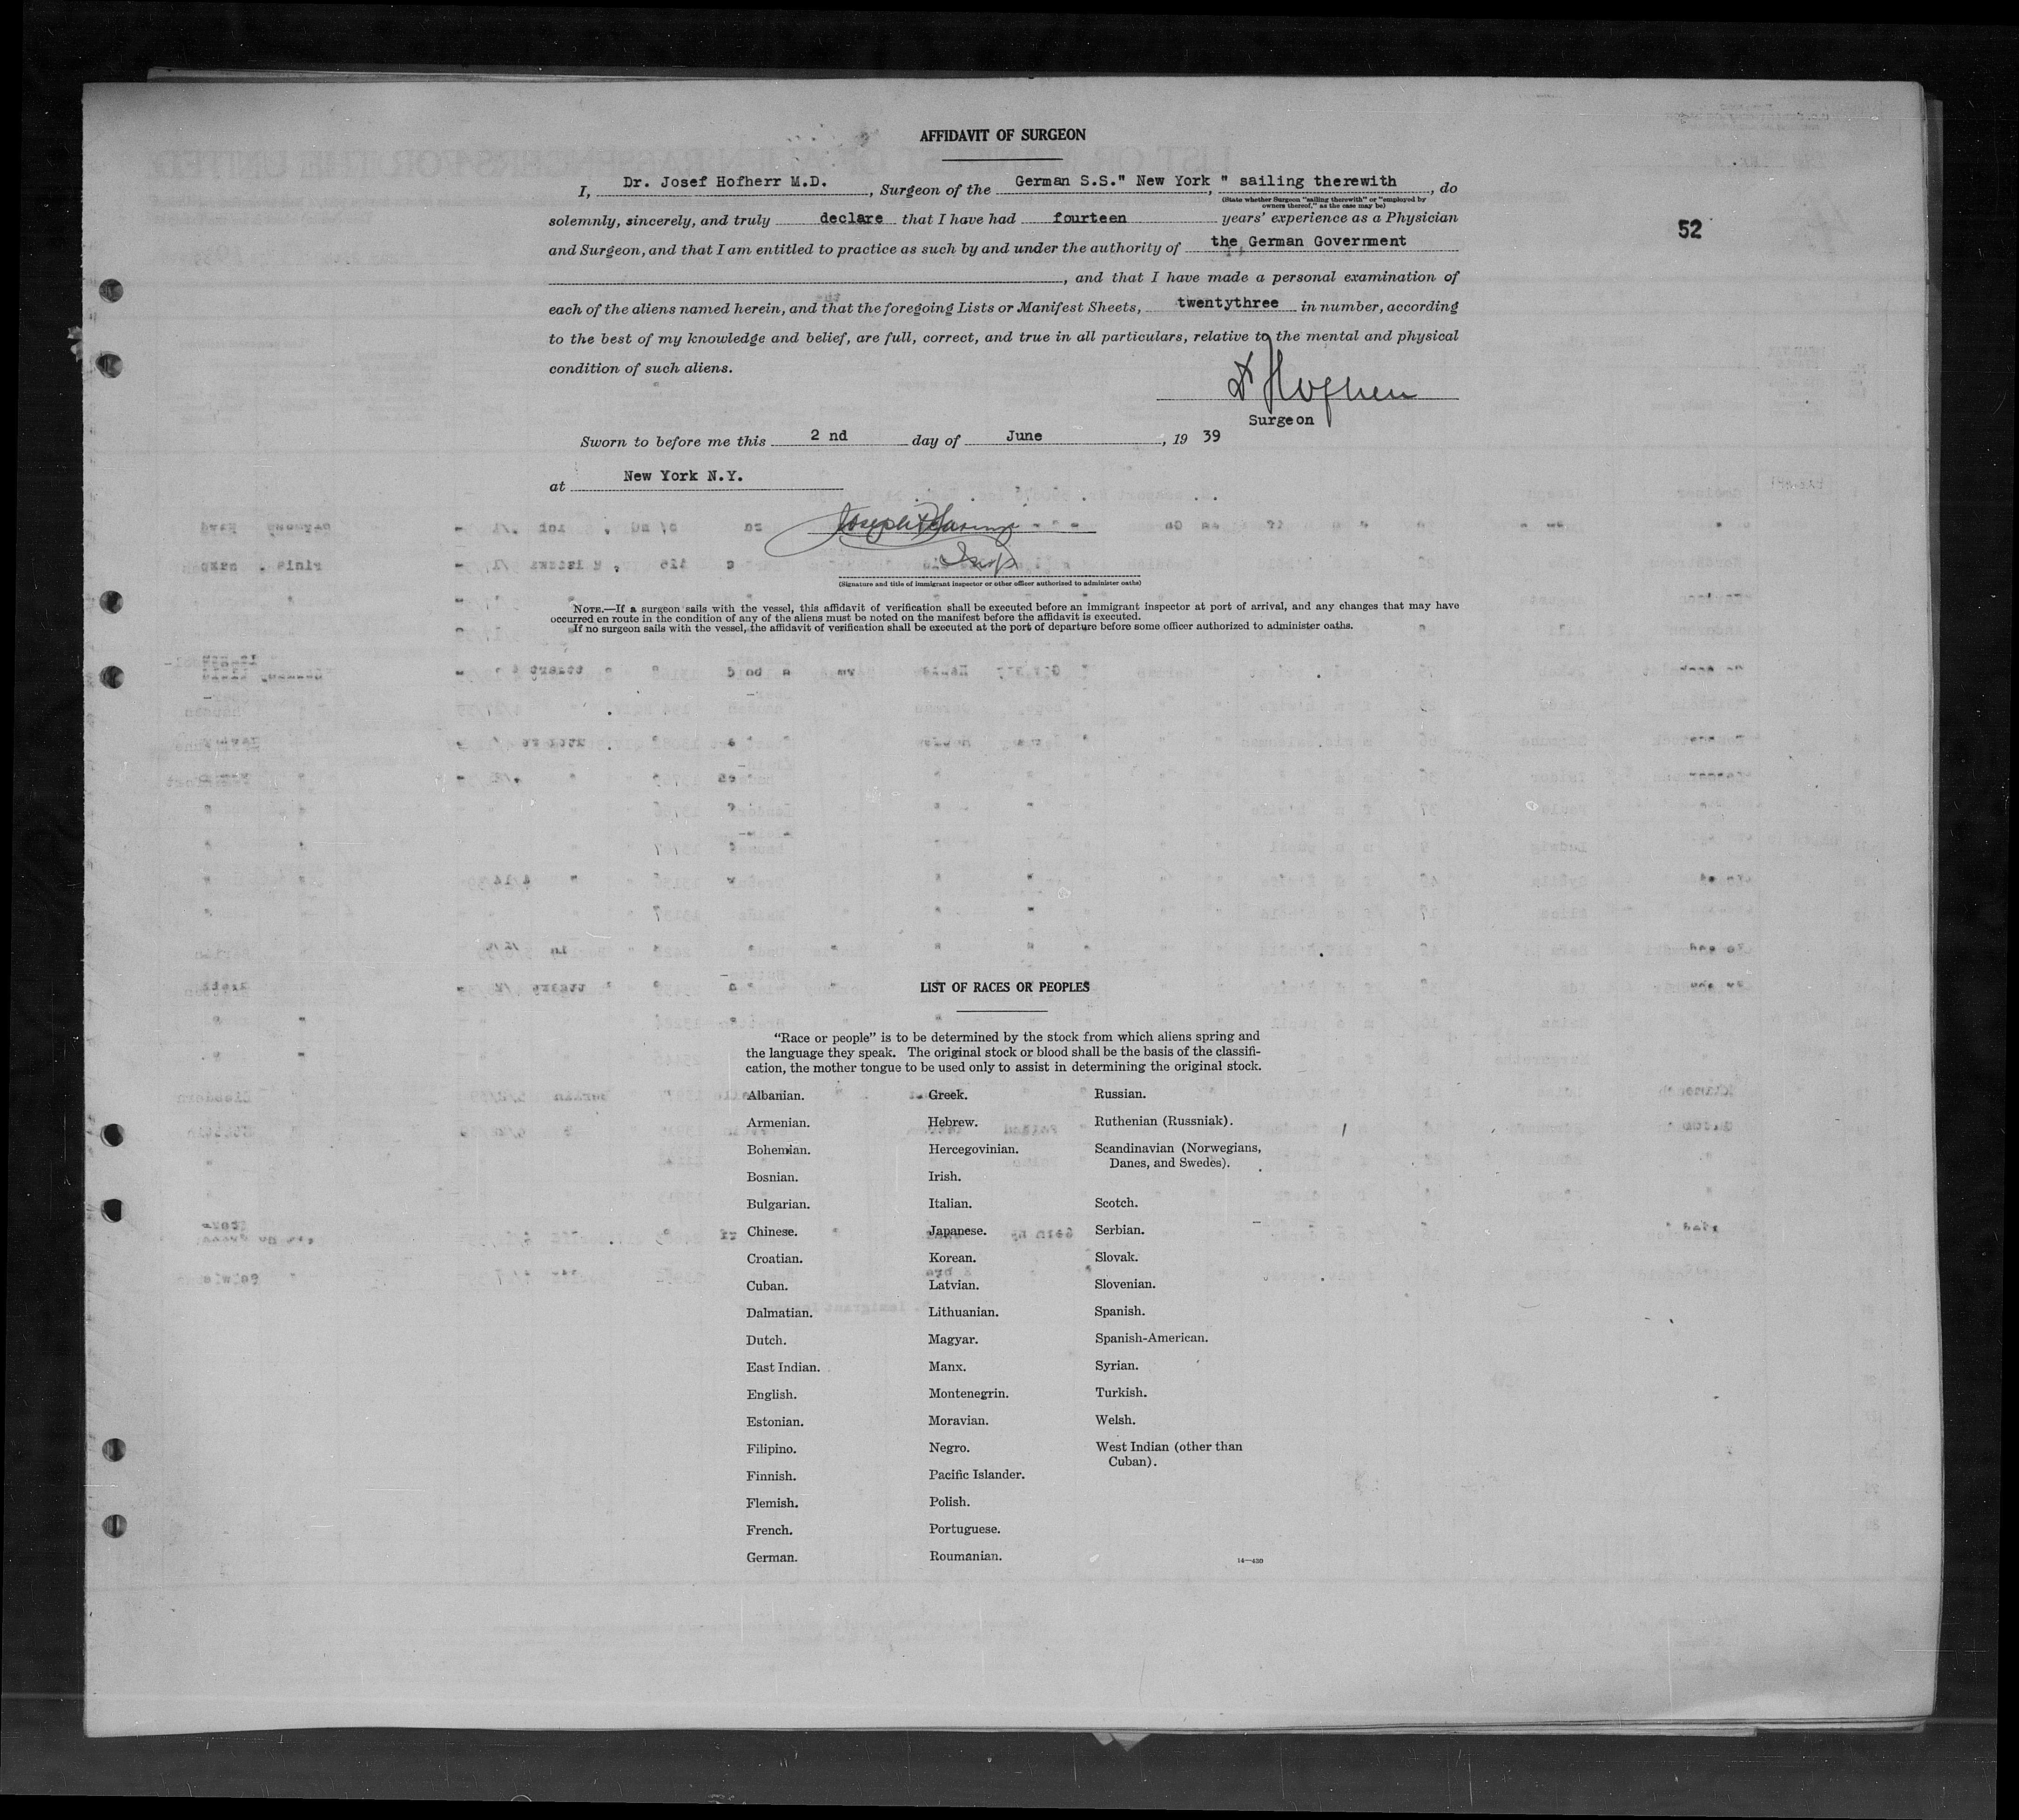 AFFIDAVIT OF SURGEON
I, Dr. Josef Hofherr M.D., Surgeon of the German S.S." New York " sailing therewith, do
(State whether Surgeon "sailing therewith" or "employed by
owners thereof," as the case may be)
solemnly, sincerely, and truly declare that I have had fourteen years' experience as a Physician
52
and Surgeon, and that I am entitled to practice as such by and under the authority of the German Government
, and that I have made a personal examination of
each of the aliens named herein, and that the foregoing Lists or Manifest Sheets, twentythree in number, according
to the best of my knowledge and belief, are full, correct, and true in all particulars, relative to the mental and physical
condition of such aliens.
Dr Hofherr
Surgeon
Sworn to before me this 2 nd day of June, 19 39
at New York N.Y.
Joseph
Insp
(Signature and title of immigrant inspector or other officer authorized to administer oaths)
NOTE.—If a surgeon sails with the vessel, this affidavit of verification shall be executed before an immigrant inspector at port of arrival, and any changes that may have
occurred en route in the condition of any of the aliens must be noted on the manifest before the affidavit is executed.
If no surgeon sails with the vessel, the affidavit of verification shall be executed at the port of departure before some officer authorized to administer oaths.
LIST OF RACES OR PEOPLES
"Race or people" is to be determined by the stock from which aliens spring and
the language they speak. The original stock or blood shall be the basis of the classifi-
cation, the mother tongue to be used only to assist in determining the original stock.
Albanian.
Armenian.
Bohemian.
Bosnian.
Bulgarian.
Chinese.
Croatian.
Cuban.
Dalmatian.
Dutch.
East Indian.
English.
Estonian.
Filipino.
Finnish.
Flemish.
French.
German.
Greek.
Hebrew.
Hercegovinian.
Irish.
Italian.
Japanese.
Korean.
Latvian.
Lithuanian.
Magyar.
Manx.
Montenegrin.
Moravian.
Negro.
Pacific Islander.
Polish.
Portuguese.
Roumanian.
Russian.
Ruthenian (Russniak).
Scandinavian (Norwegians,
Danes, and Swedes).
Scotch.
Serbian.
Slovak.
Slovenian.
Spanish.
Spanish-American.
Syrian.
Turkish.
Welsh.
West Indian (other than
Cuban).
14—430